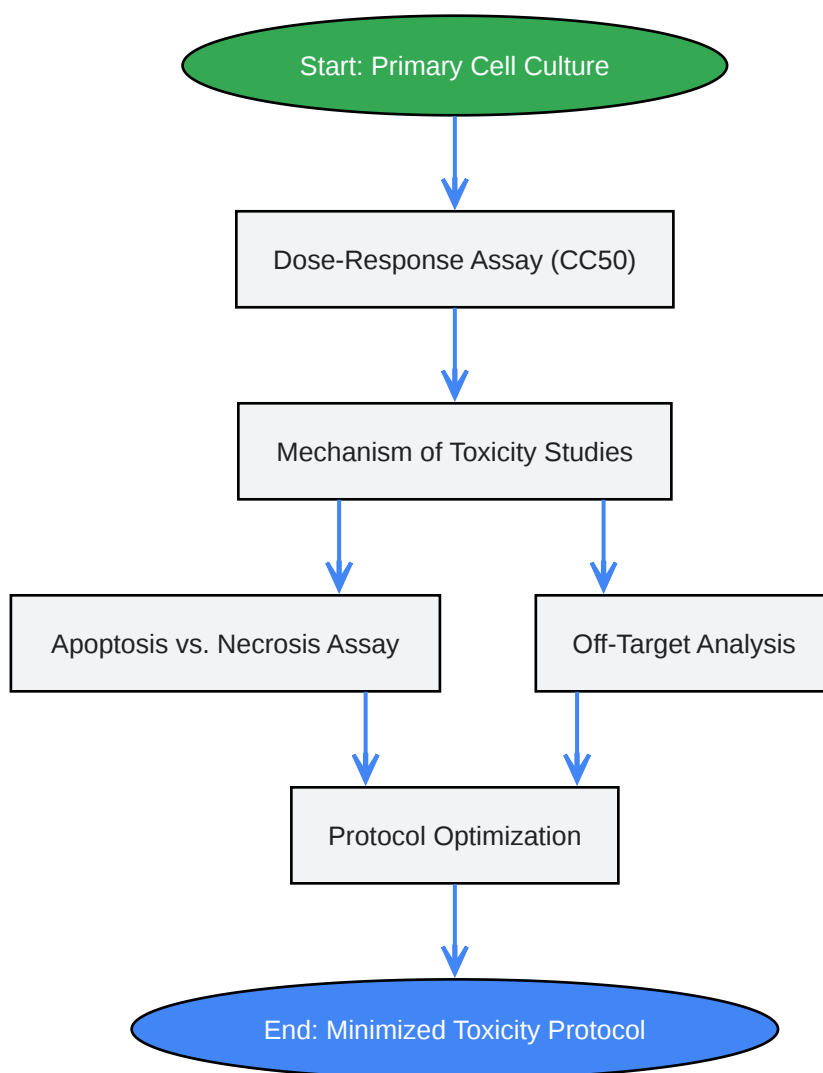 Start: Primary Cell Culture
Dose-Response Assay (CC50)
Mechanism of Toxicity Studies
Apoptosis vs. Necrosis Assay
Off-Target Analysis
Protocol Optimization
End: Minimized Toxicity Protocol